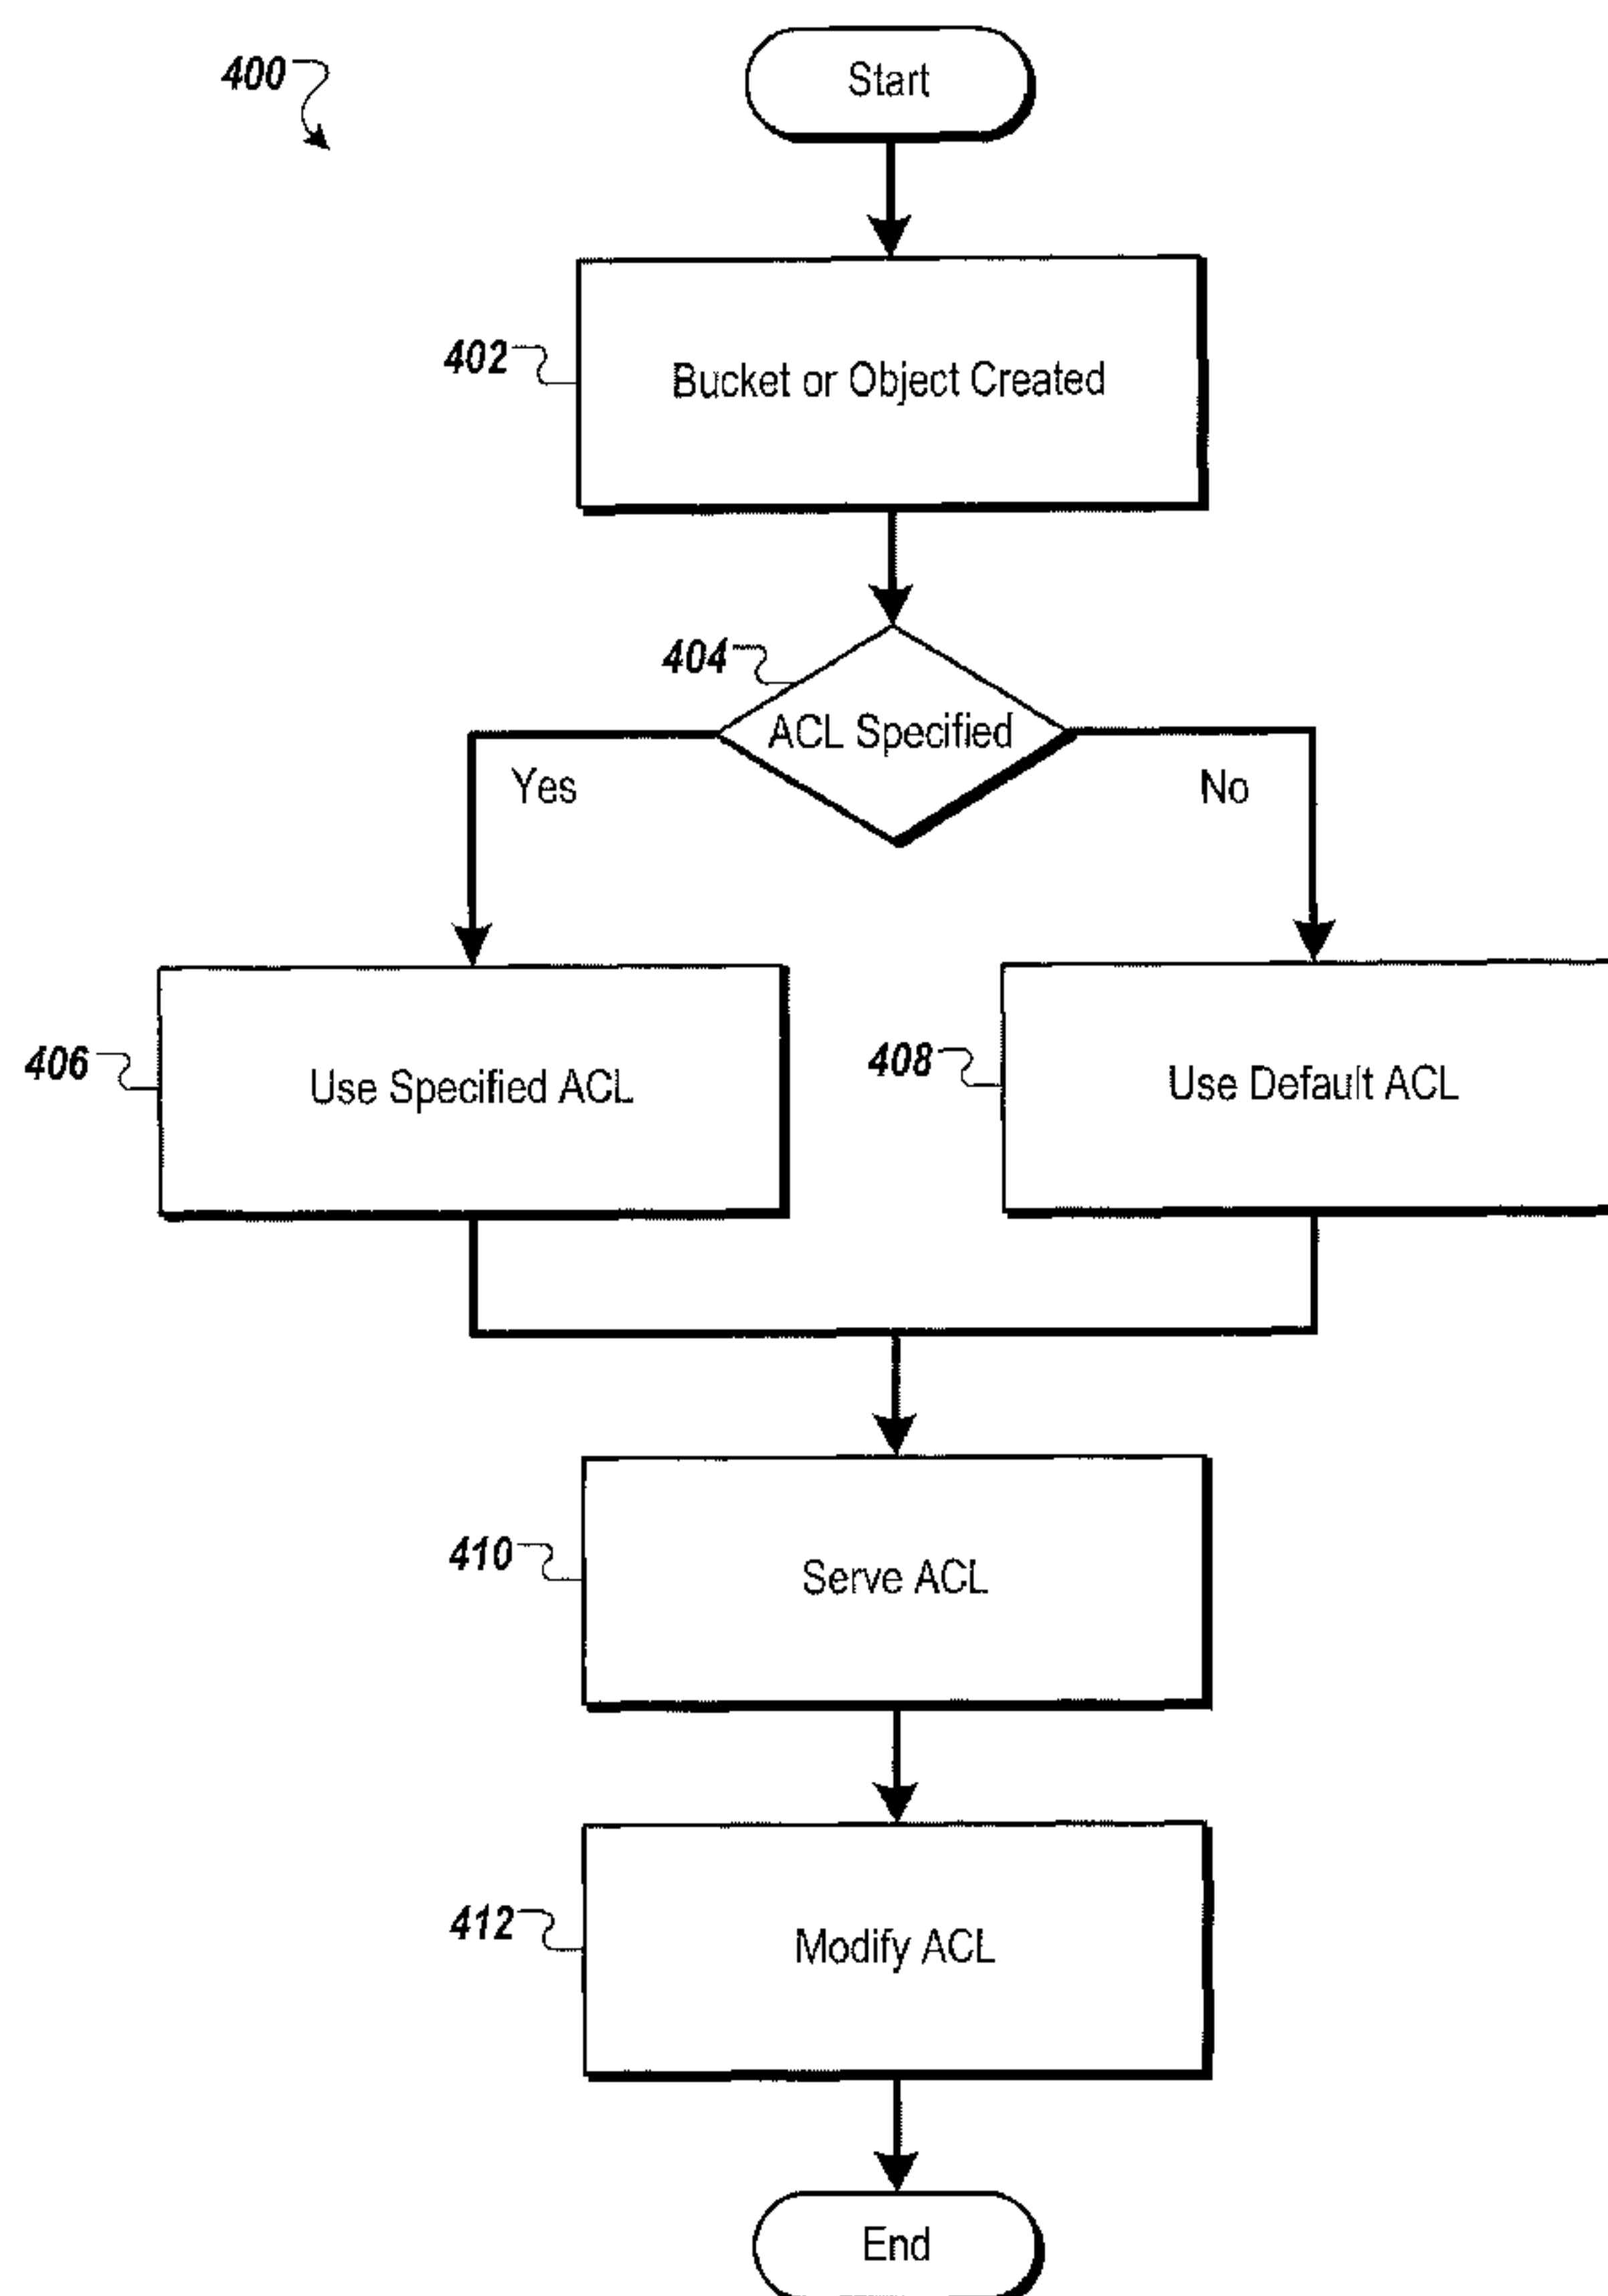 400
Start
402
Bucket or Object Created
404
ACL Specified
Yes
No
406
Use Specified ACL
408
Use Default ACL
410
Serve ACL
412
Modify ACL
End